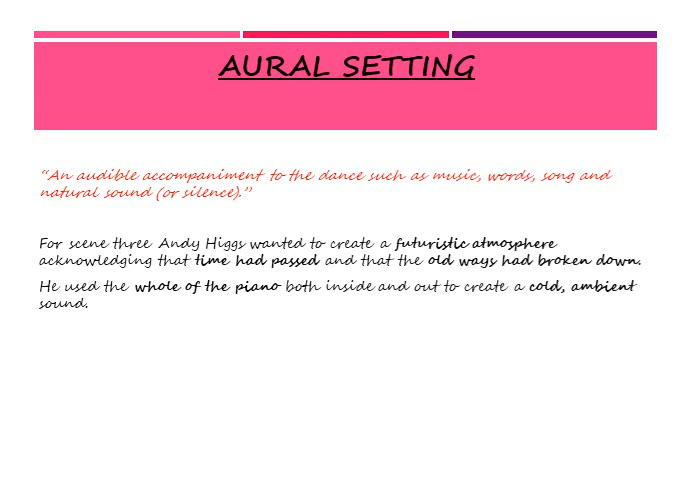 AURAL SETTING
“An audible accompaniment to the dance such as music, words, song and
natural sound (or silence).”
For scene three Andy Higgs wanted to create a futuristic atmosphere
acknowledging that time had passed and that the old ways had broken down.
He used the whole of the piano both inside and out to create a cold, ambient
sound.